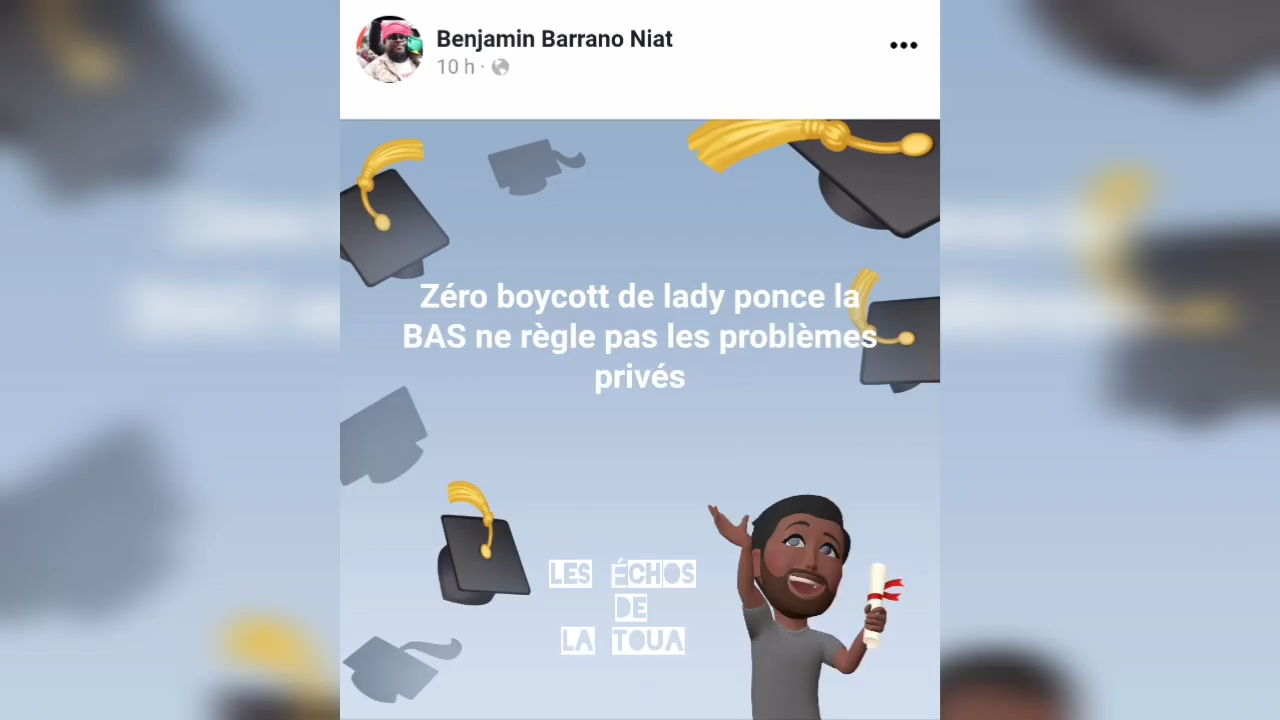 Benjamin Barrano Niat
10 h ·
Zéro boycott de lady ponce la
BAS ne règle pas les problèmes
privés
LES ÉCHOS
DE
LA TOUA